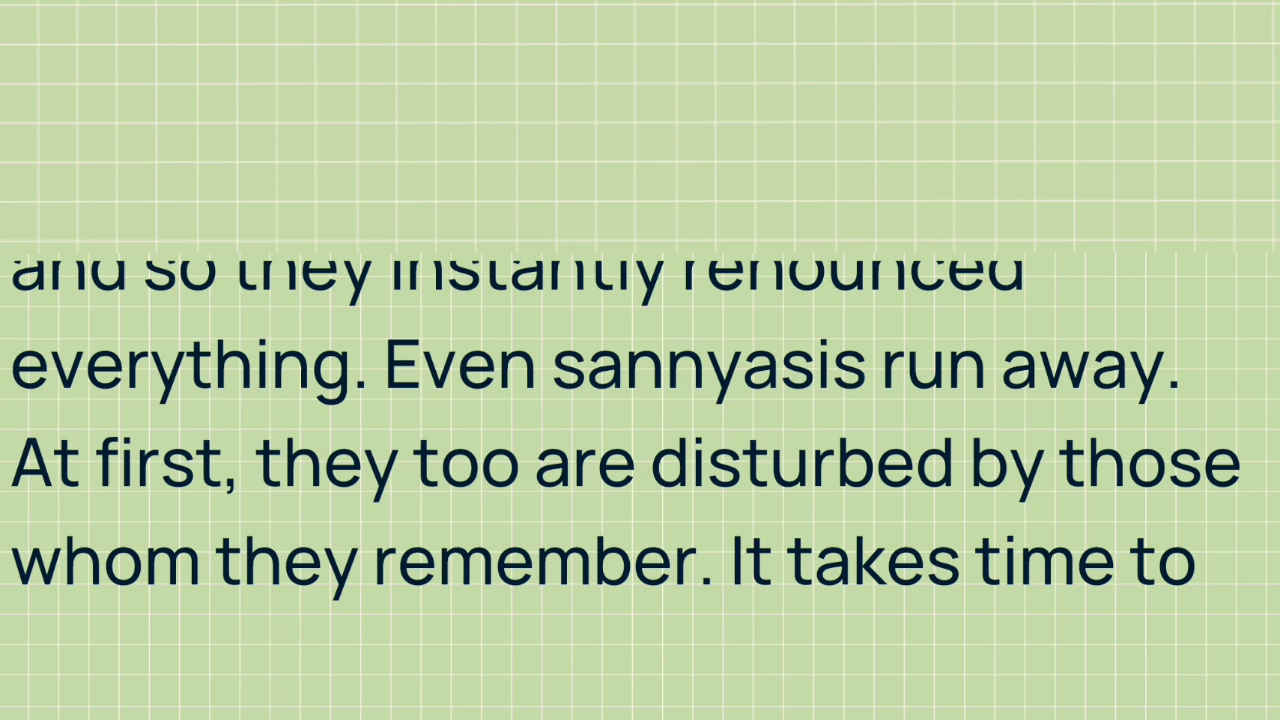 and so they instantly renounced
everything. Even sannyasis run away.
At first, they too are disturbed by those
whom they remember. It takes time to